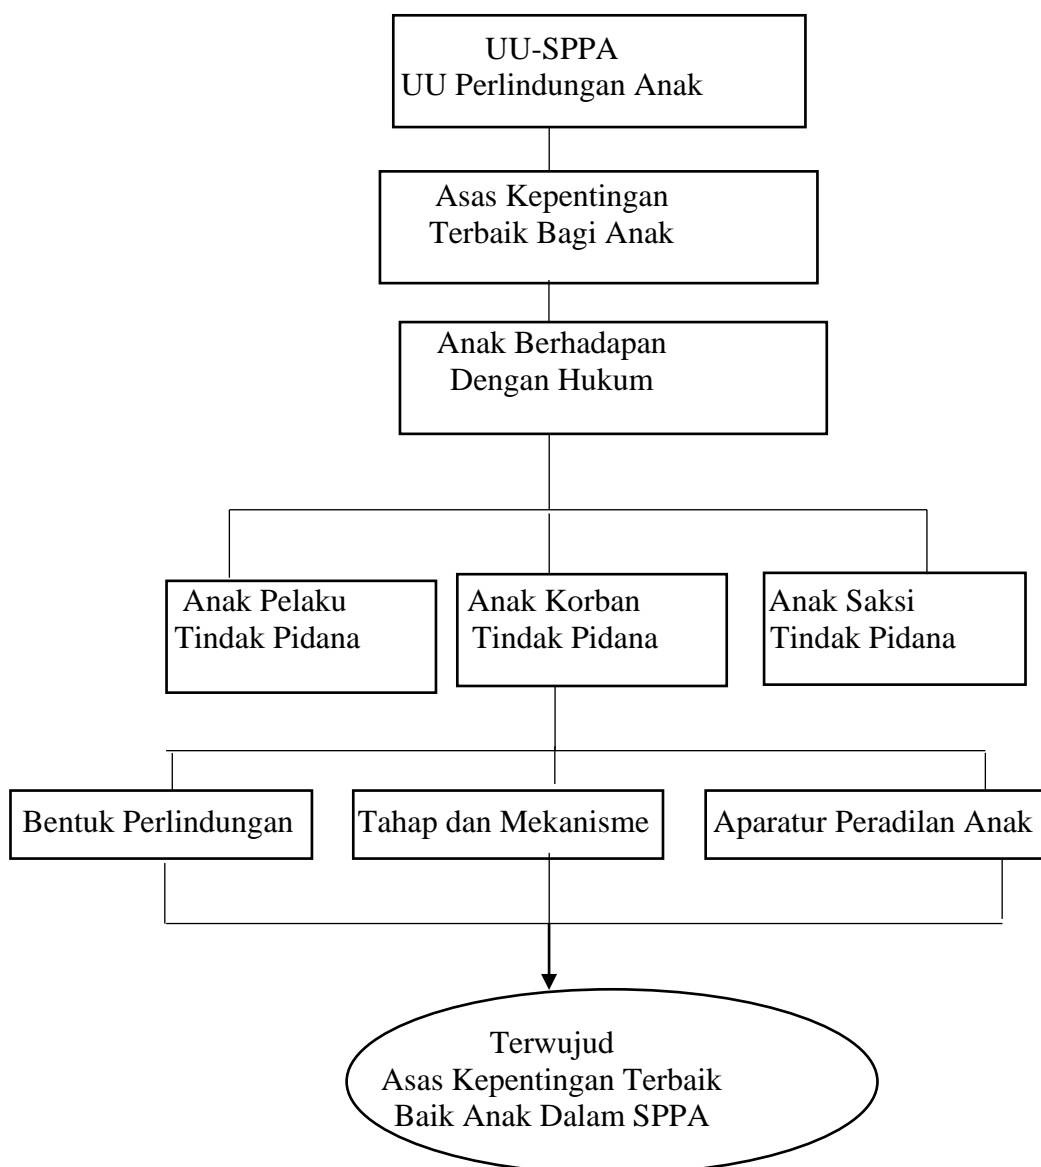 UU-SPPA
UU Perlindungan Anak
Asas Kepentingan
Terbaik Bagi Anak
Anak Berhadapan
Dengan Hukum
Anak Pelaku
Tindak Pidana
Anak Korban
Tindak Pidana
Anak Saksi
Tindak Pidana
Bentuk Perlindungan
Tahap dan Mekanisme
Aparatur Peradilan Anak
Terwujud
Asas Kepentingan Terbaik
Baik Anak Dalam SPPA